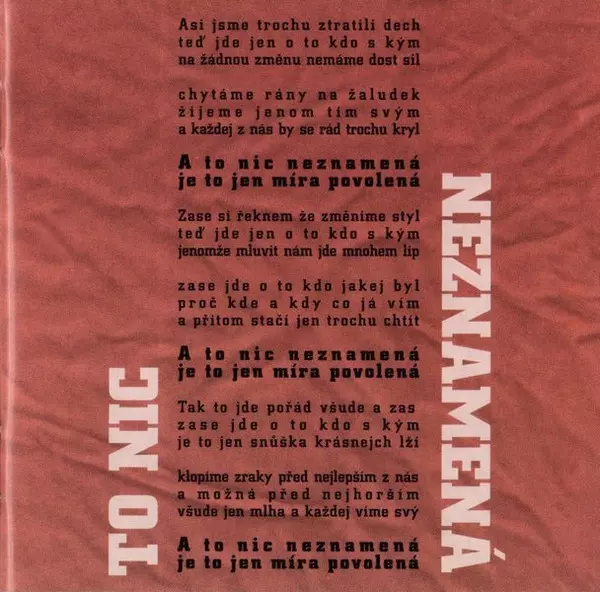 Asi jsme trochu ztratili dech
teď jde jen o to kdo s kým
na žádnou změnu nemáme dost sil
chytáme rány na žaludek
žijeme jenom tím svým
a každej z nás by se rád trochu kryl
A to nic neznamená
je to jen míra povolená
Zase si řeknem že změníme styl
teď jde jen o to kdo s kým
jenomže mluvit nám jde mnohem líp
zase jde o to kdo jakej byl
proč kde a kdy co já vím
a přitom stačí jen trochu chtít
A to nic neznamená
je to jen míra povolená
Tak to jde pořád všude a zas
zase jde o to kdo s kým
je to jen snůška krásnejch lží
klopíme zraky před nejlepším z nás
a možná před nejhorším
všude jen mlha a každej víme svý
A to nic neznamená
je to jen míra povolená
TO NIC
NEZNAMENÁ